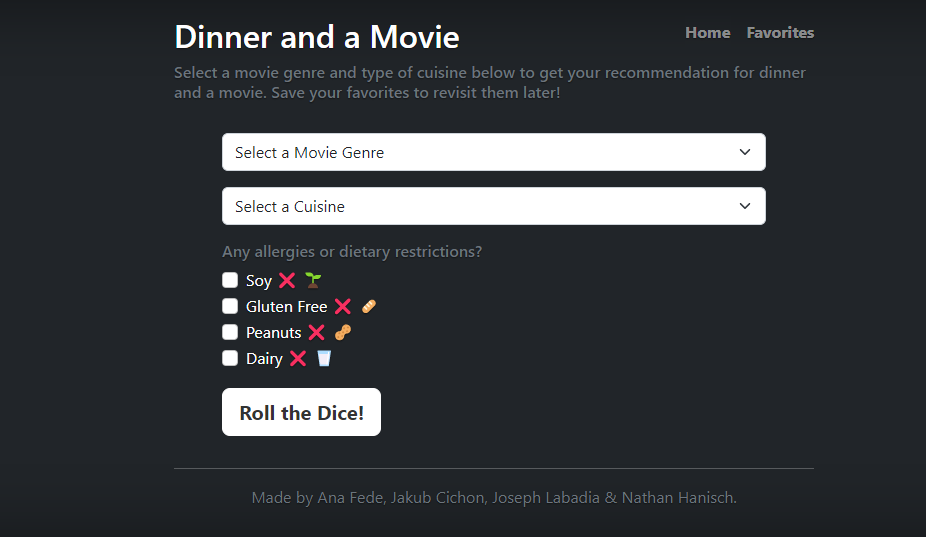 Dinner and a Movie
Home
Favorites
Select a movie genre and type of cuisine below to get your recommendation for dinner
and a movie. Save your favorites to revisit them later!
Select a Movie Genre
Select a Cuisine
Any allergies or dietary restrictions?
Soy ❌ 🌱
Gluten Free ❌ 🥖
Peanuts ❌ 🥜
Dairy ❌ 🥛
Roll the Dice!
Made by Ana Fede, Jakub Cichon, Joseph Labadia & Nathan Hanisch.